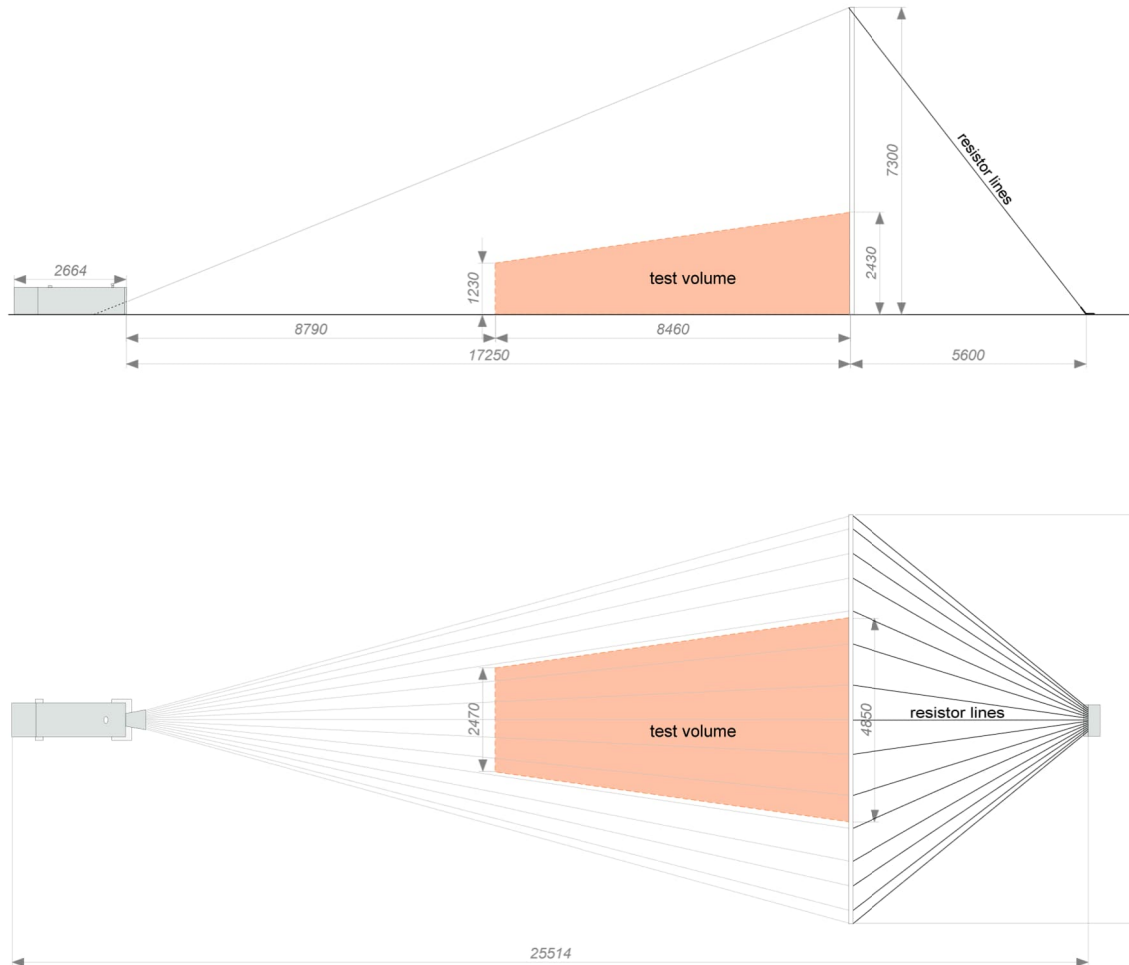 2664
1230
8790
8460
17250
5600
2430
7300
test volume
resistor lines
2470
4850
test volume
resistor lines
25514